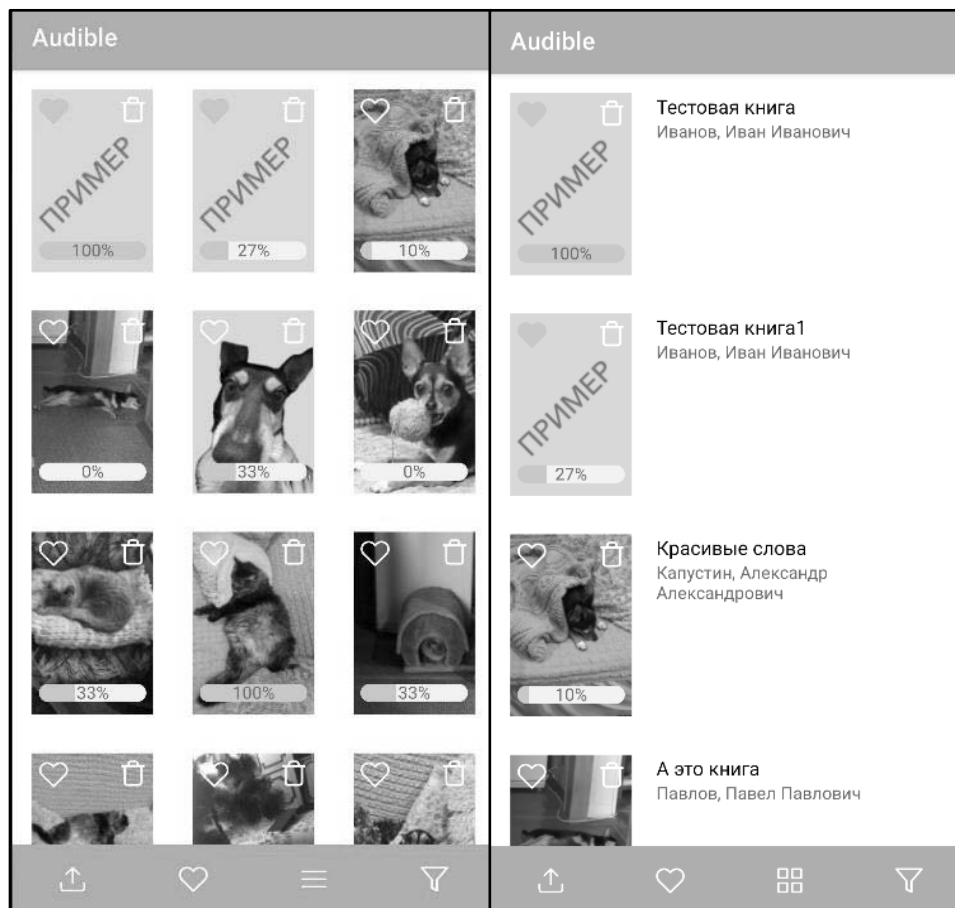 Audible
ПРИМЕР
100%
ПРИМЕР
27%
10%
0%
33%
0%
33%
100%
33%
Audible
ПРИМЕР
100%
Тестовая книга
Иванов, Иван Иванович
ПРИМЕР
27%
Тестовая книга1
Иванов, Иван Иванович
10%
Красивые слова
Капустин, Александр
Александрович
А это книга
Павлов, Павел Павлович